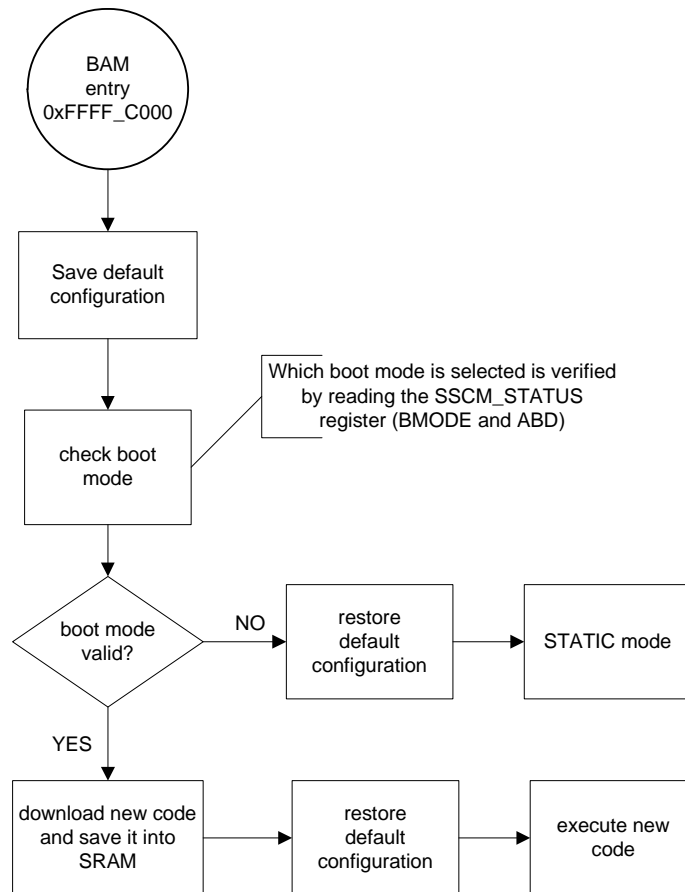 BAM
entry
0xFFFF_C000
Save default
configuration
Which boot mode is selected is verified
by reading the SSCM_STATUS
register (BMODE and ABD)
check boot
mode
boot mode
valid?
NO
restore
default
configuration
STATIC mode
YES
download new code
and save it into
SRAM
restore
default
configuration
execute new
code